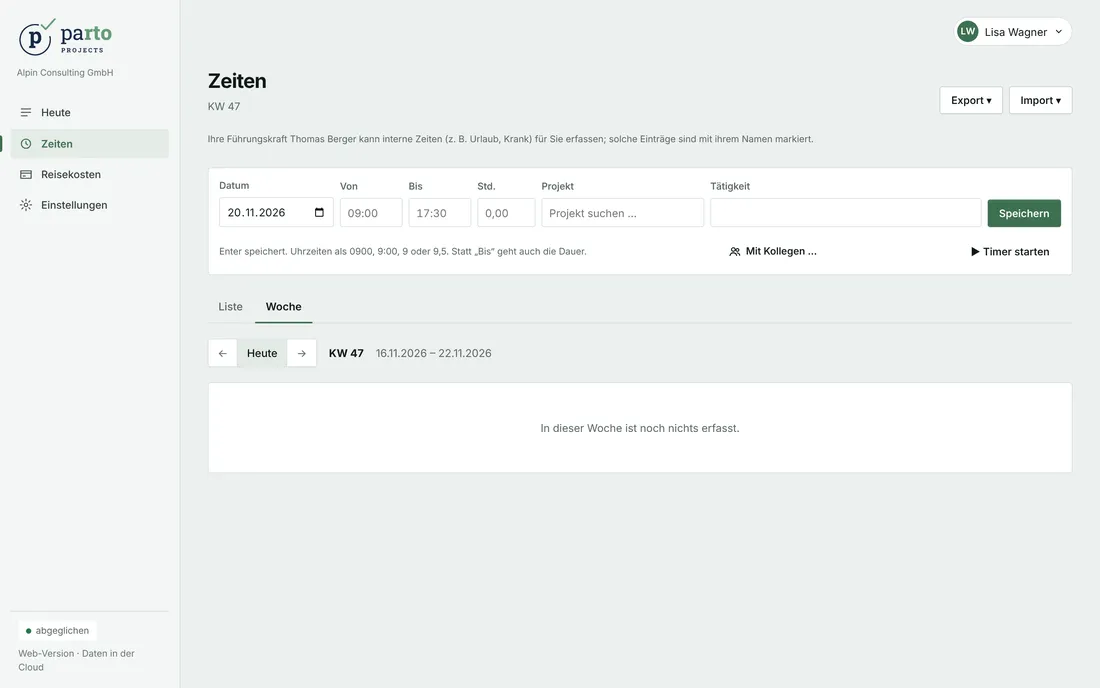 p parto
PROJECTS
Alpin Consulting GmbH
Heute
Zeiten
Reisekosten
Einstellungen
abgeglichen
Web-Version · Daten in der
Cloud
LW Lisa Wagner
Zeiten
KW 47
Export ▾ Import ▾
Ihre Führungskraft Thomas Berger kann interne Zeiten (z. B. Urlaub, Krank) für Sie erfassen; solche Einträge sind mit ihrem Namen markiert.
Datum Von Bis Std. Projekt Tätigkeit
20.11.2026 09:00 17:30 0,00 Projekt suchen ... Speichern
Enter speichert. Uhrzeiten als 0900, 9:00, 9 oder 9,5. Statt „Bis“ geht auch die Dauer. Mit Kollegen ... ▶ Timer starten
Liste Woche
← Heute → KW 47 16.11.2026 – 22.11.2026
In dieser Woche ist noch nichts erfasst.